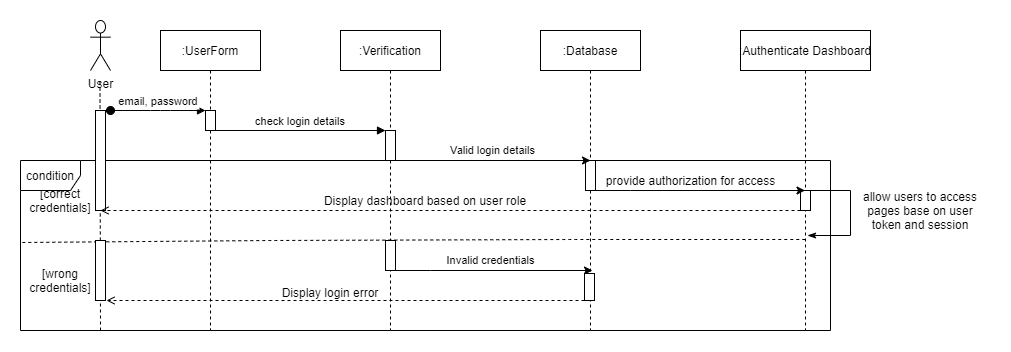 :UserForm
:Verification
:Database
Authenticate Dashboard
User
email, password
check login details
Valid login details
condition
provide authorization for access
[correct
credentials]
Display dashboard based on user role
allow users to access
pages base on user
token and session
Invalid credentials
[wrong
credentials]
Display login error